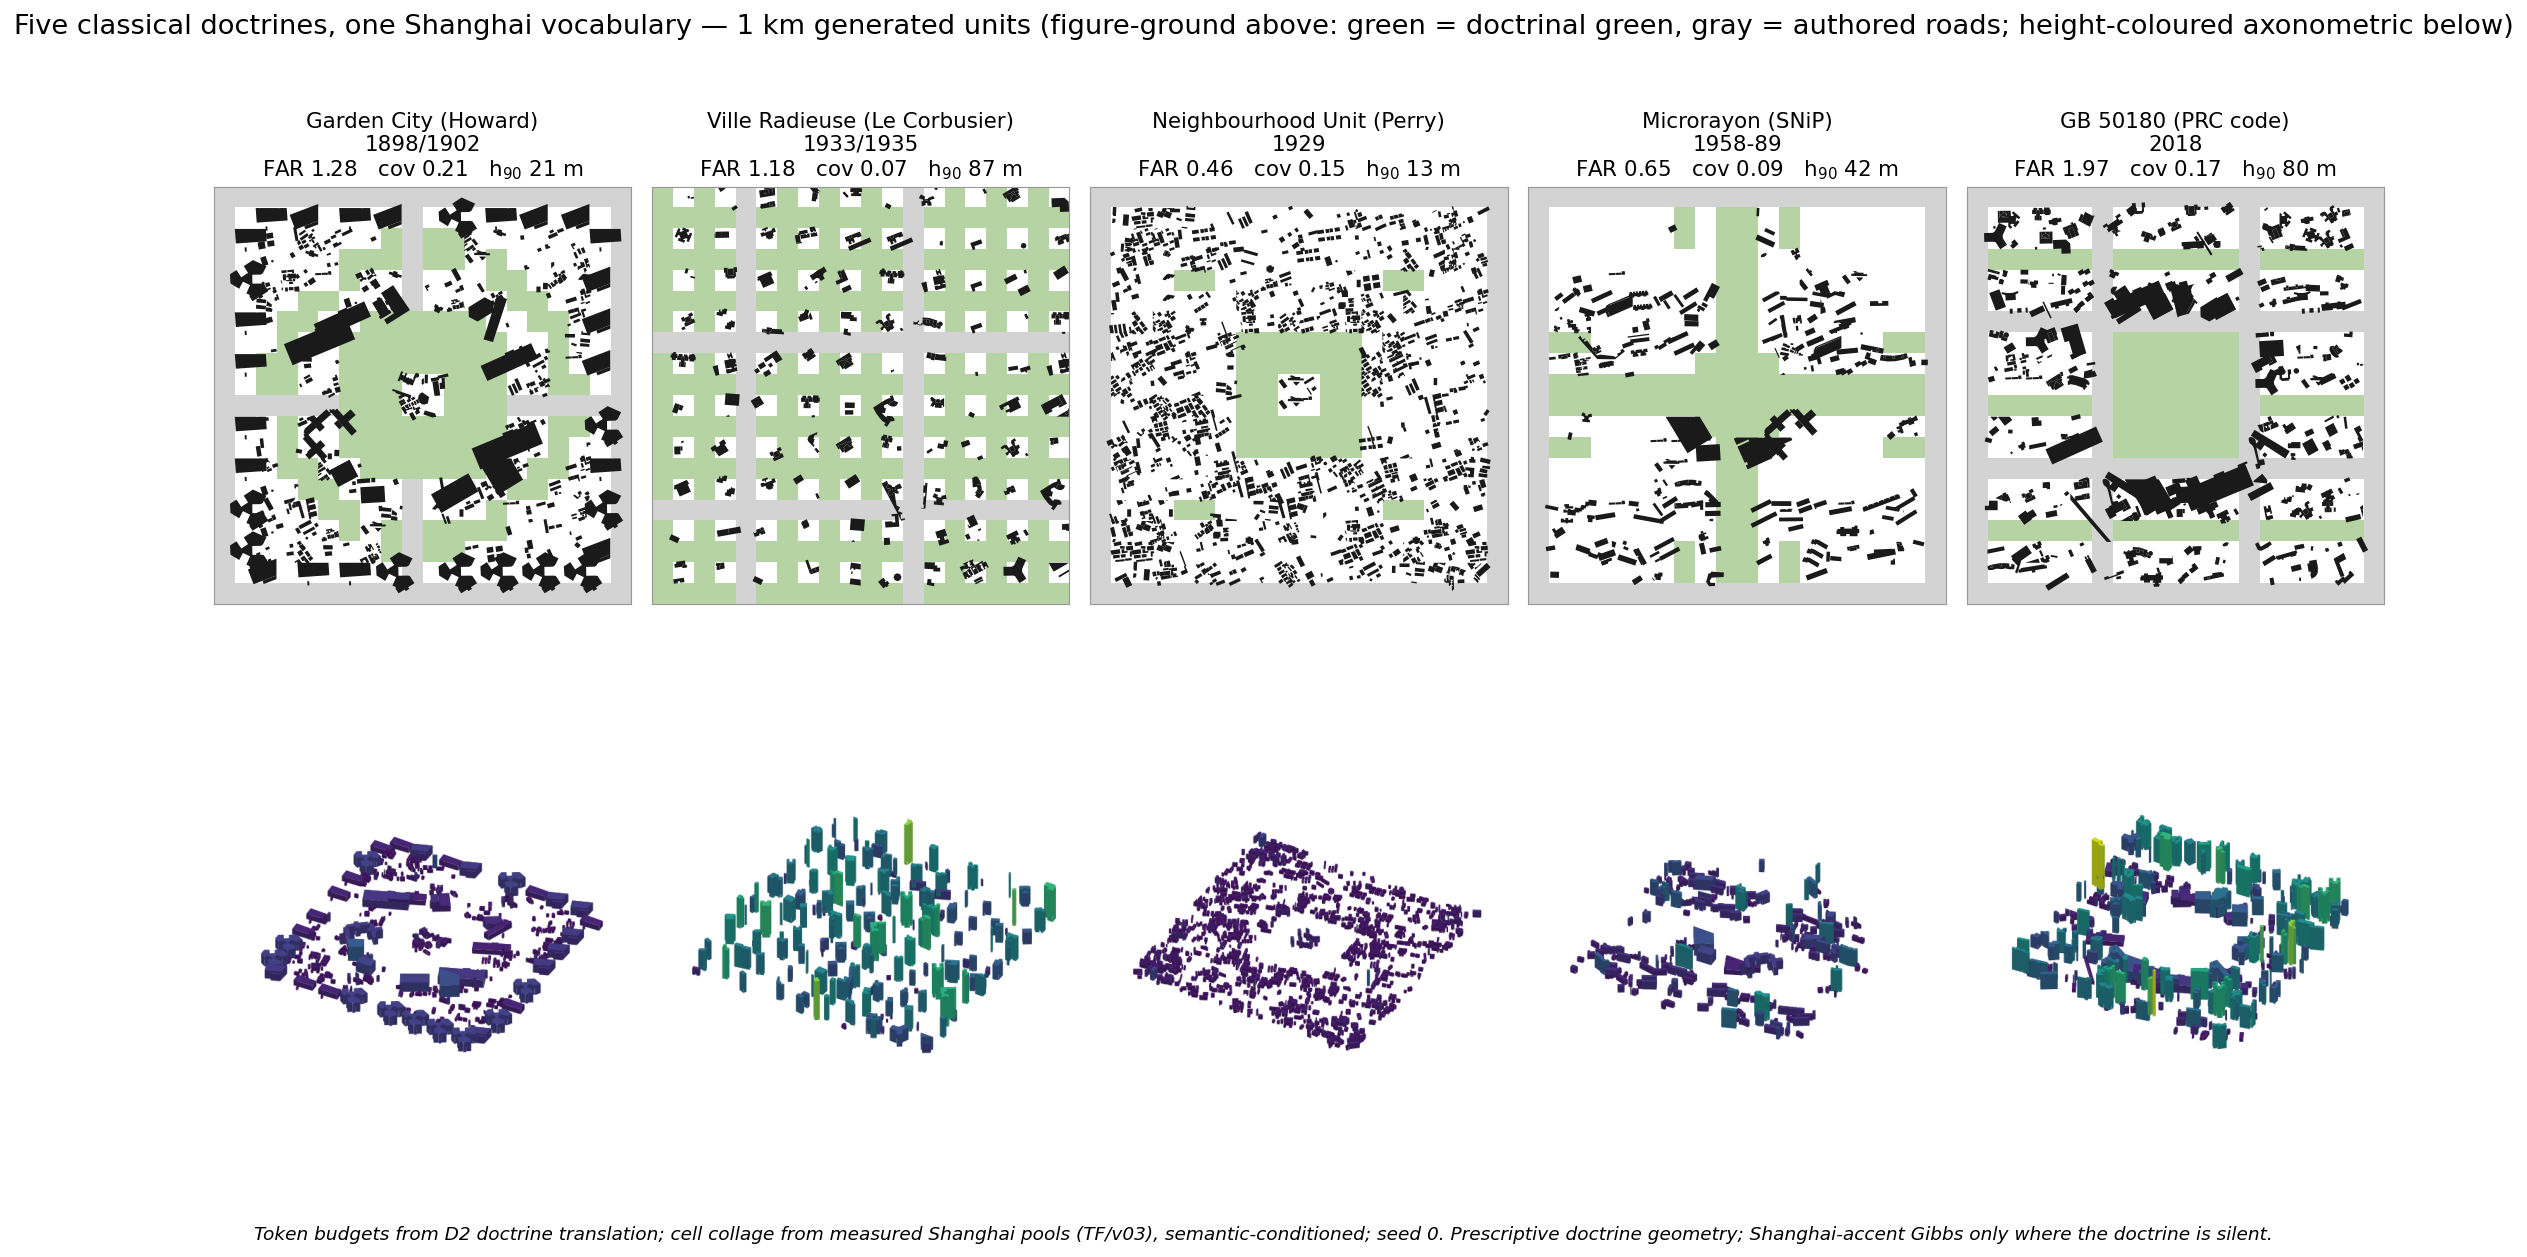 Five classical doctrines, one Shanghai vocabulary — 1 km generated units (figure-ground above: green = doctrinal green, gray = authored roads; height-coloured axonometric below)
Garden City (Howard)
1898/1902
FAR 1.28 cov 0.21 h90 21 m
Ville Radieuse (Le Corbusier)
1933/1935
FAR 1.18 cov 0.07 h90 87 m
Neighbourhood Unit (Perry)
1929
FAR 0.46 cov 0.15 h90 13 m
Microrayon (SNiP)
1958-89
FAR 0.65 cov 0.09 h90 42 m
GB 50180 (PRC code)
2018
FAR 1.97 cov 0.17 h90 80 m
Token budgets from D2 doctrine translation; cell collage from measured Shanghai pools (TF/v03), semantic-conditioned; seed 0. Prescriptive doctrine geometry; Shanghai-accent Gibbs only where the doctrine is silent.